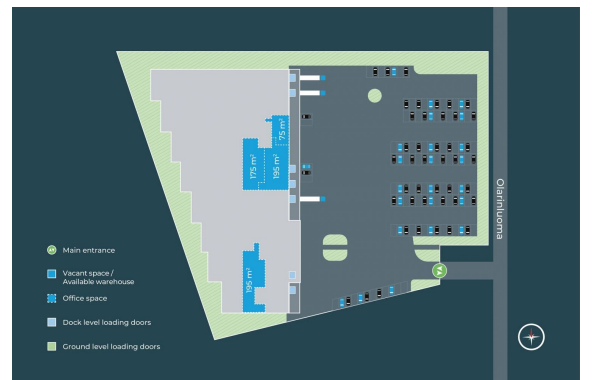 75 m²
175 m²
195 m²
195 m²
Olarinluoma
Main entrance
Vacant space /
Available warehouse
Office space
Dock level loading doors
Ground level loading doors